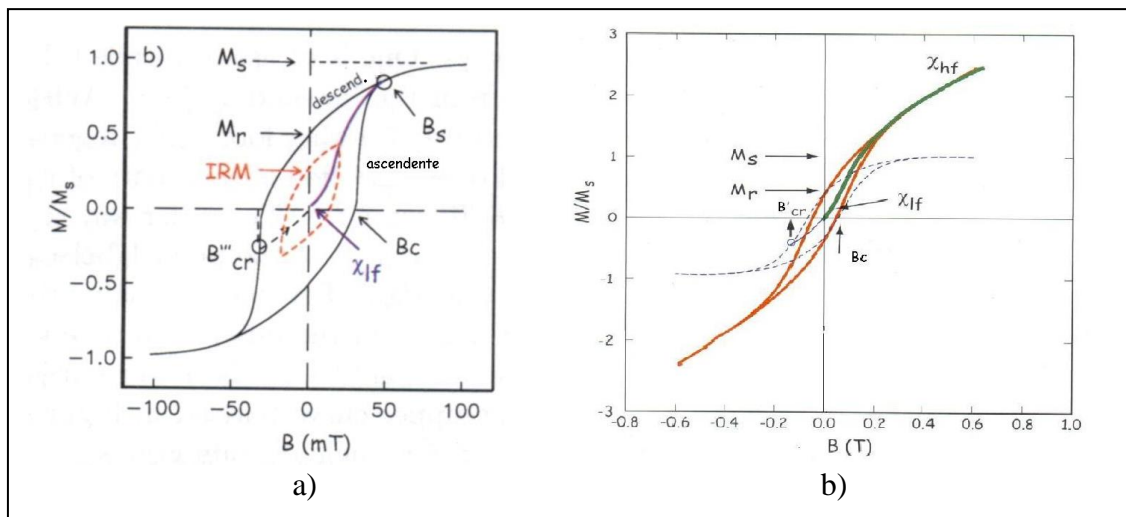 b)
M/Ms
1.0
0.5
0.0
-0.5
-1.0
Ms
Mr
IRM
descend.
Bs
ascendente
B'''cr
Bc
χlf
-100 -50 0 50 100
B (mT)
a)
M/Ms
3
2
1
0
-1
-2
-3
χhf
Ms
Mr
B'cr
χlf
Bc
-0.8 -0.6 -0.4 -0.2 0.0 0.2 0.4 0.6 0.8 1.0
B (T)
b)